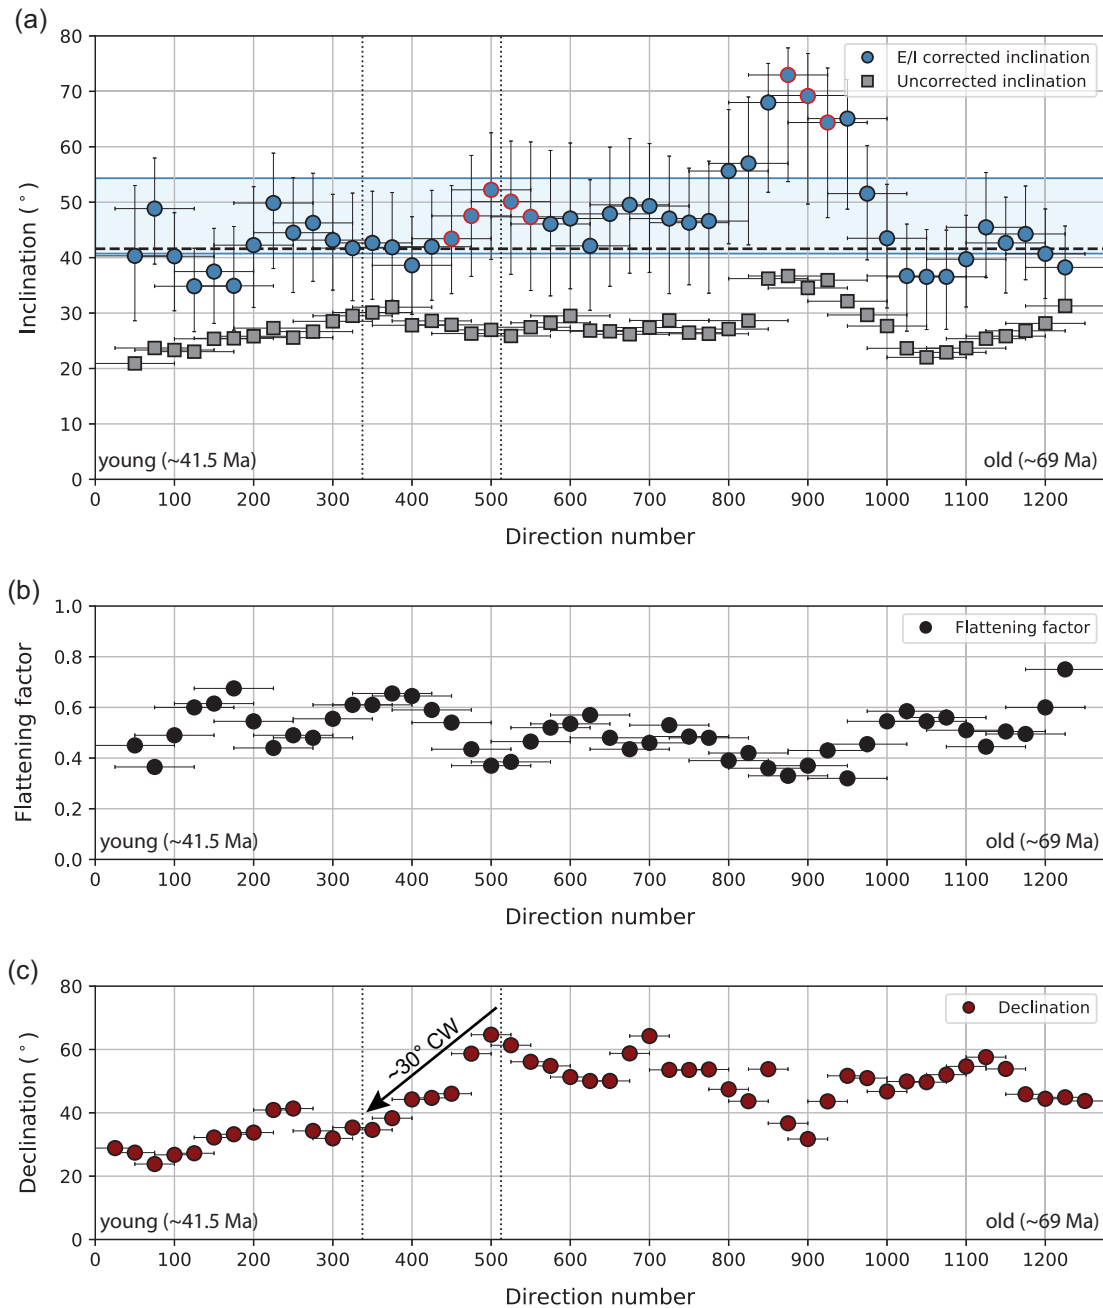 (a)
80
70
60
50
40
30
20
10
0
Inclination ( ° )
E/I corrected inclination
Uncorrected inclination
young (~41.5 Ma)
old (~69 Ma)
0 100 200 300 400 500 600 700 800 900 1000 1100 1200
Direction number
(b)
1.0
0.8
0.6
0.4
0.2
0.0
Flattening factor
Flattening factor
young (~41.5 Ma)
old (~69 Ma)
0 100 200 300 400 500 600 700 800 900 1000 1100 1200
Direction number
(c)
80
60
40
20
0
Declination ( ° )
Declination
~30° CW
young (~41.5 Ma)
old (~69 Ma)
0 100 200 300 400 500 600 700 800 900 1000 1100 1200
Direction number